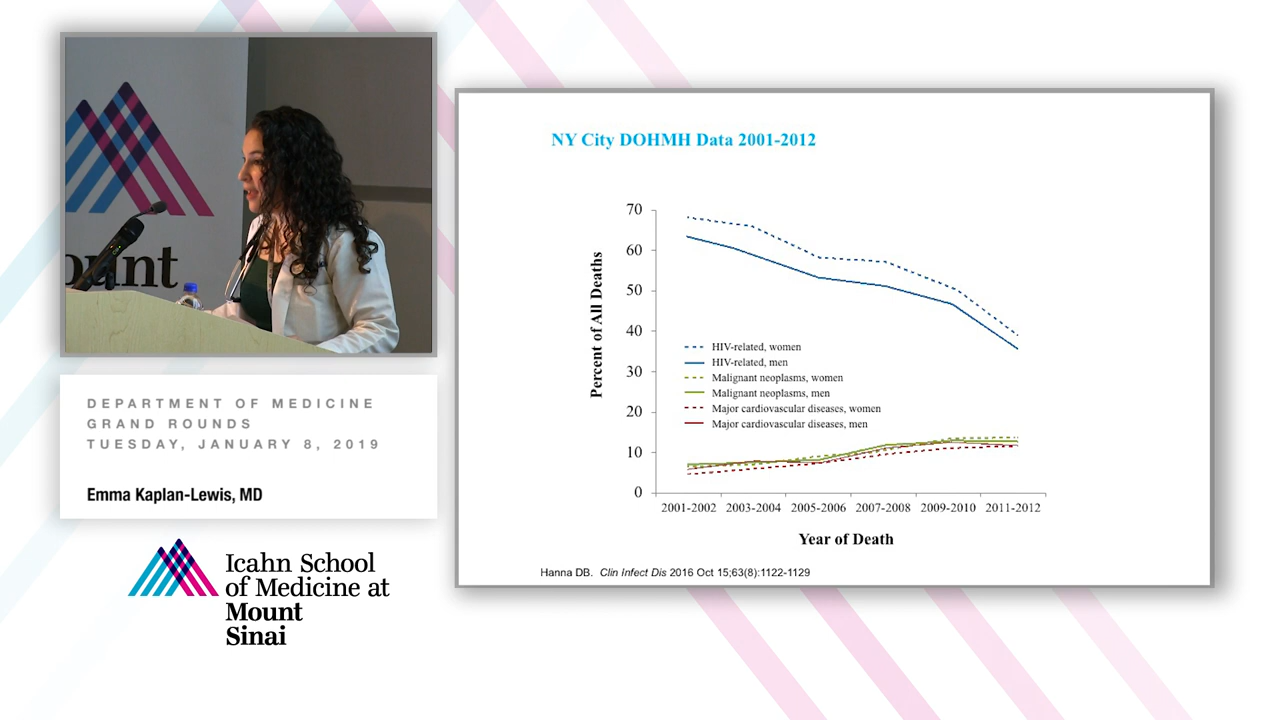 ount
DEPARTMENT OF MEDICINE
GRAND ROUNDS
TUESDAY, JANUARY 8, 2019
Emma Kaplan-Lewis, MD
Icahn School
of Medicine at
Mount
Sinai
NY City DOHMH Data 2001-2012
Percent of All Deaths
70
60
50
40
30
20
10
0
HIV-related, women
HIV-related, men
Malignant neoplasms, women
Malignant neoplasms, men
Major cardiovascular diseases, women
Major cardiovascular diseases, men
2001-2002 2003-2004 2005-2006 2007-2008 2009-2010 2011-2012
Year of Death
Hanna DB. Clin Infect Dis 2016 Oct 15;63(8):1122-1129